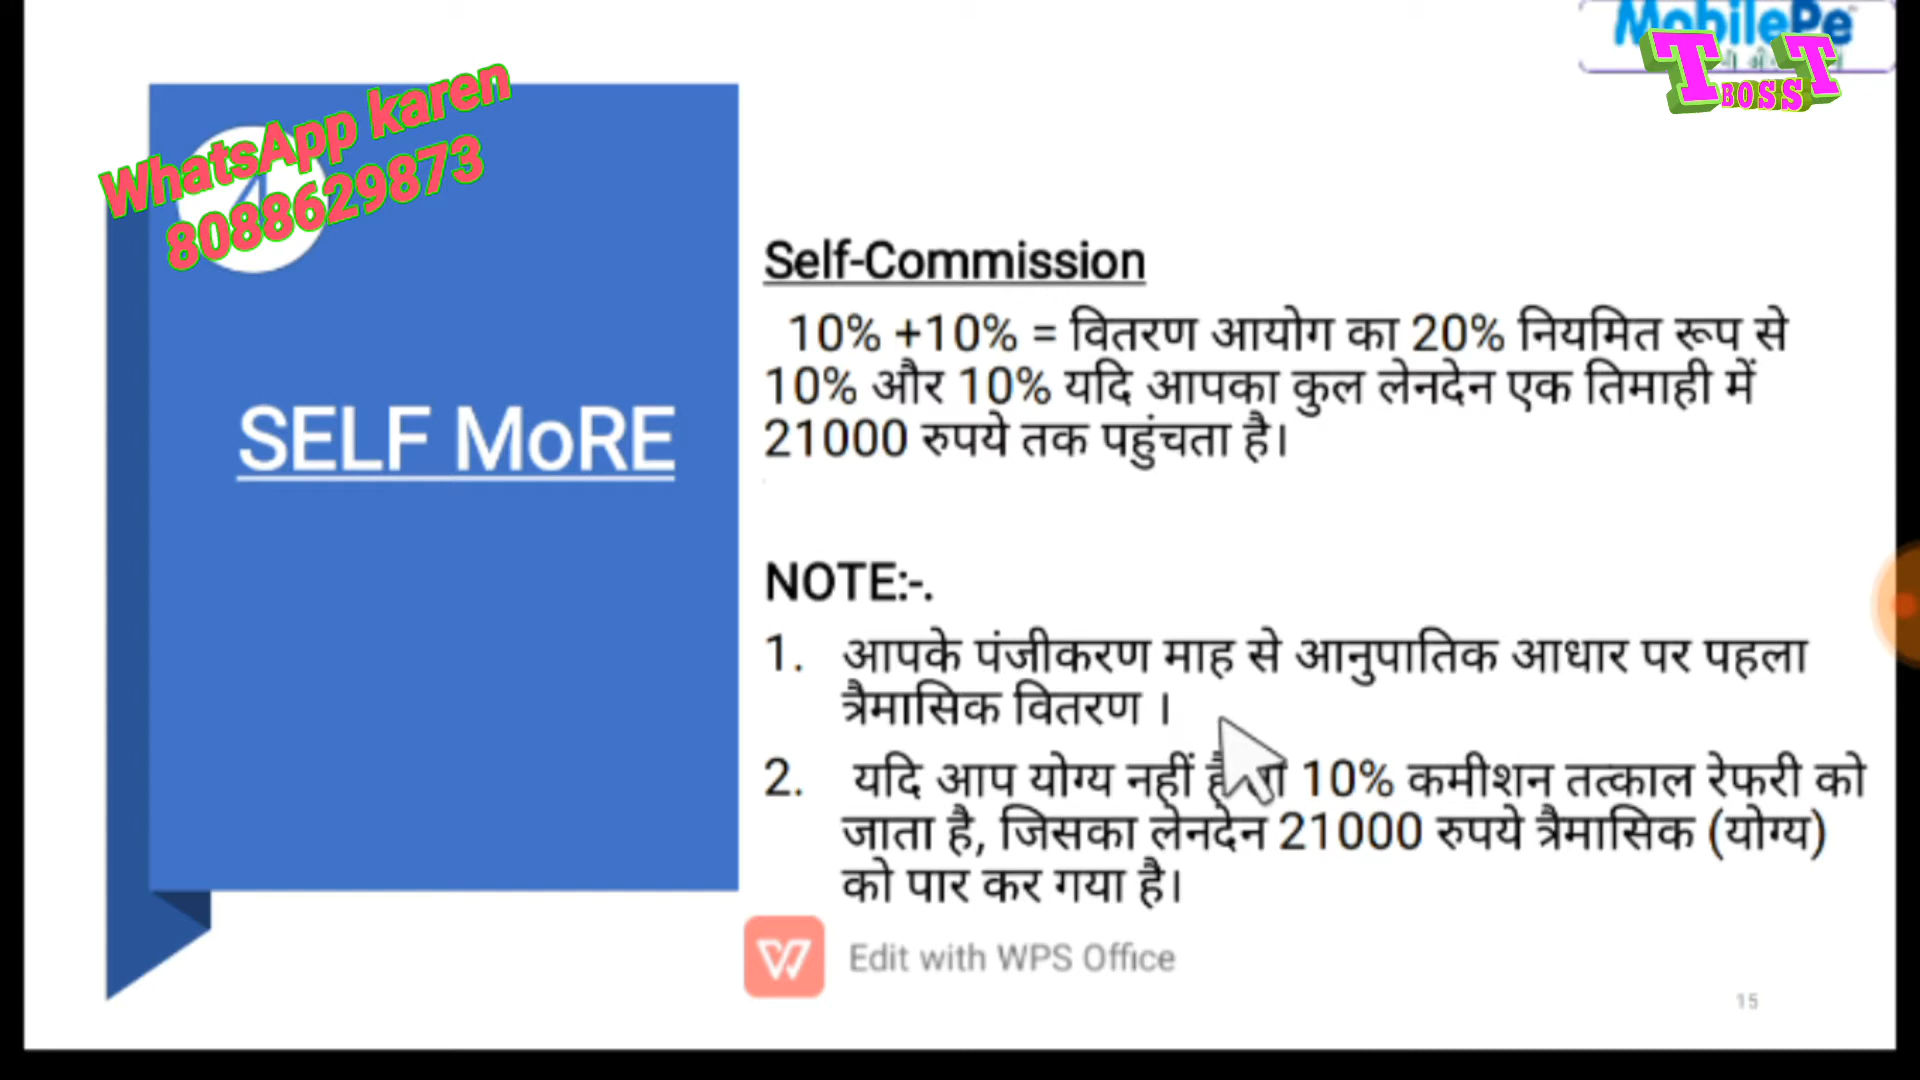 MobilePe
T BOSS T
WhatsApp karen
8088629873
4
SELF MoRE
Self-Commission
10% +10% = वितरण आयोग का 20% नियमित रूप से
10% और 10% यदि आपका कुल लेनदेन एक तिमाही में
21000 रुपये तक पहुंचता है।
NOTE:-.
1. आपके पंजीकरण माह से आनुपातिक आधार पर पहला
त्रैमासिक वितरण ।
2. यदि आप योग्य नहीं 10% कमीशन तत्काल रेफरी को
जाता है, जिसका लेनदेन 21000 रुपये त्रैमासिक (योग्य)
को पार कर गया है।
Edit with WPS Office
15